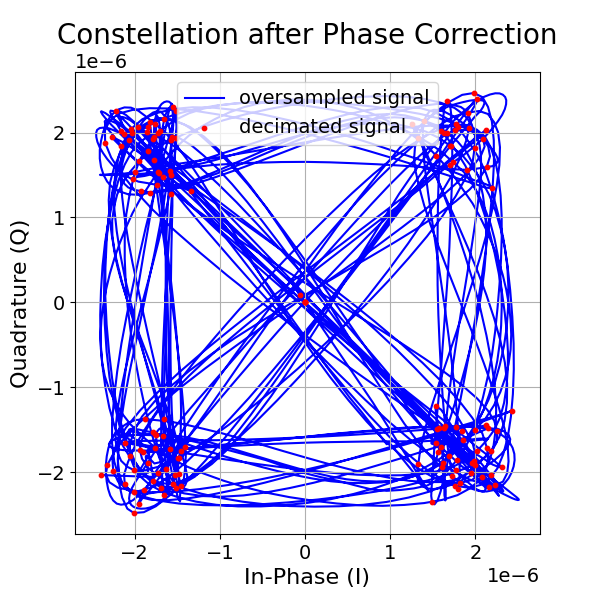 Constellation after Phase Correction
1e−6
oversampled signal
decimated signal
2
1
0
−1
−2
Quadrature (Q)
−2 −1 0 1 2
In-Phase (I)
1e−6